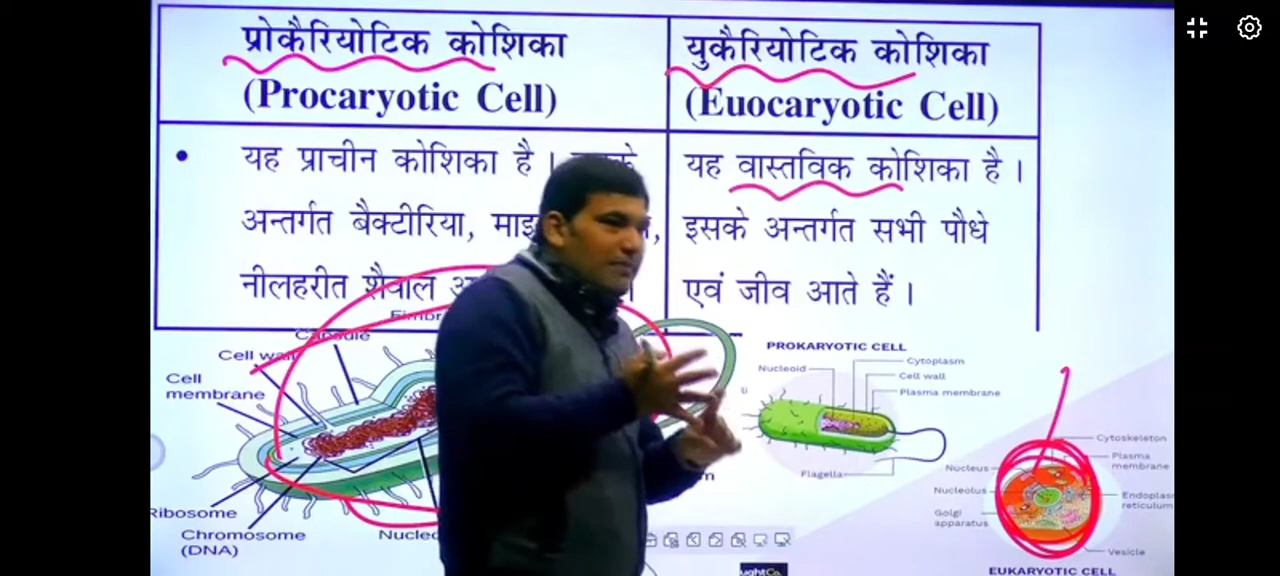 प्रोकैरियोटिक कोशिका
(Procaryotic Cell)
युकैरियोटिक कोशिका
(Euocaryotic Cell)
• यह प्राचीन कोशिका है ।
अन्तर्गत बैक्टीरिया,
नीलहरीत शैवाल
यह वास्तविक कोशिका है ।
इसके अन्तर्गत सभी पौधे
एवं जीव आते हैं ।
Capsule
Cell wall
Cell
membrane
Ribosome
Chromosome
(DNA)
PROKARYOTIC CELL
Nucleoid
Cytoplasm
Cell wall
Plasma membrane
Flagella
Cytoskeleton
Plasma
membrane
Nucleus
Nucleolus
Golgi
apparatus
reticulum
Vesicle
EUKARYOTIC CELL